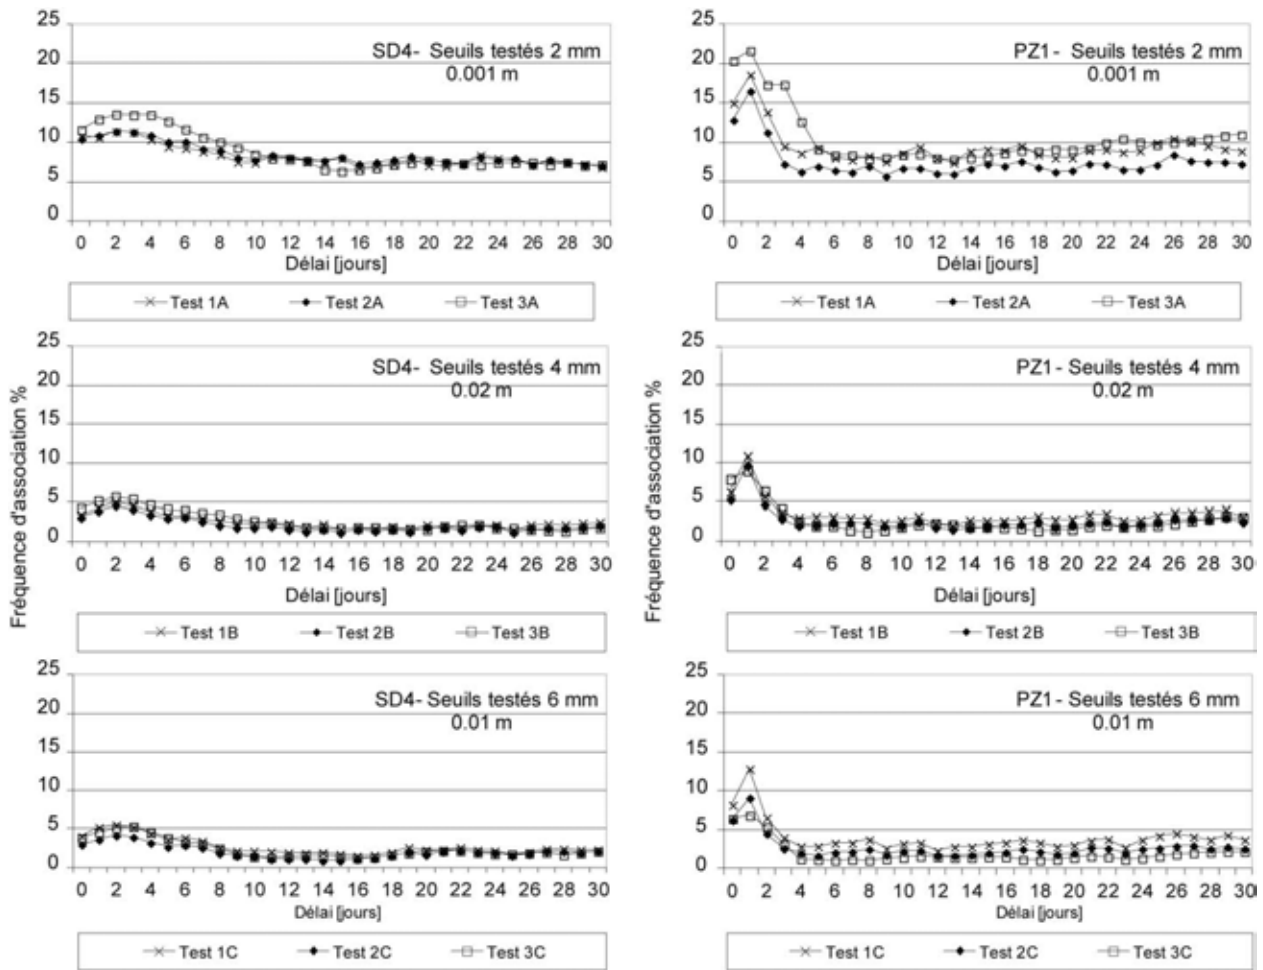 25
20
15
10
5
0
SD4- Seuils testés 2 mm
0.001 m
0 2 4 6 8 10 12 14 16 18 20 22 24 26 28 30
Délai [jours]
Test 1A Test 2A Test 3A
25
20
15
10
5
0
PZ1- Seuils testés 2 mm
0.001 m
0 2 4 6 8 10 12 14 16 18 20 22 24 26 28 30
Délai [jours]
Test 1A Test 2A Test 3A
Fréquence d'association %
25
20
15
10
5
0
SD4- Seuils testés 4 mm
0.02 m
0 2 4 6 8 10 12 14 16 18 20 22 24 26 28 30
Délai [jours]
Test 1B Test 2B Test 3B
Fréquence d'association %
25
20
15
10
5
0
PZ1- Seuils testés 4 mm
0.02 m
0 2 4 6 8 10 12 14 16 18 20 22 24 26 28 30
Délai [jours]
Test 1B Test 2B Test 3B
25
20
15
10
5
0
SD4- Seuils testés 6 mm
0.01 m
0 2 4 6 8 10 12 14 16 18 20 22 24 26 28 30
Délai [jours]
Test 1C Test 2C Test 3C
25
20
15
10
5
0
PZ1- Seuils testés 6 mm
0.01 m
0 2 4 6 8 10 12 14 16 18 20 22 24 26 28 30
Délai [jours]
Test 1C Test 2C Test 3C